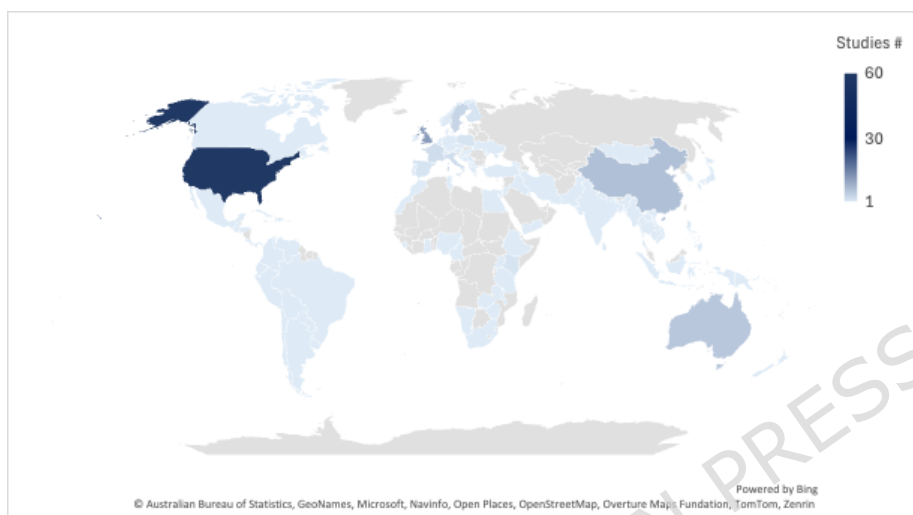 Studies #
60
30
1
PRESS
Powered by Bing
© Australian Bureau of Statistics, GeoNames, Microsoft, Navinfo, Open Places, OpenStreetMap, Overture Maps Fundation, TomTom, Zenrin